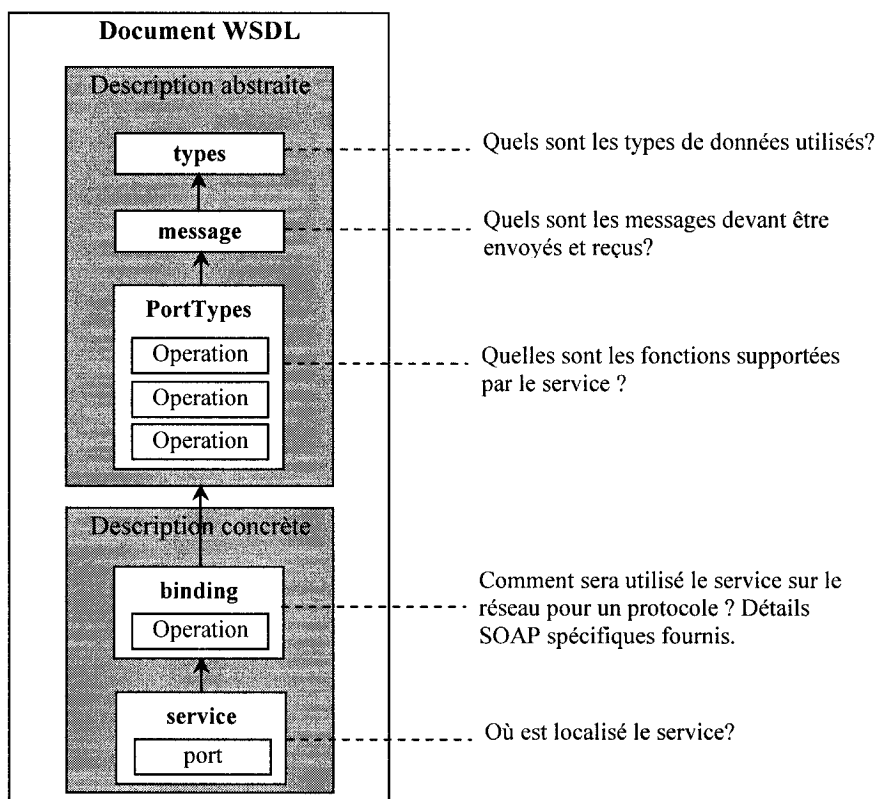 Document WSDL
Description abstraite
types
Quels sont les types de données utilisés?
message
Quels sont les messages devant être
envoyés et reçus?
PortTypes
Operation
Operation
Operation
Quelles sont les fonctions supportées
par le service ?
Description concrète
binding
Operation
Comment sera utilisé le service sur le
réseau pour un protocole ? Détails
SOAP spécifiques fournis.
service
port
Où est localisé le service?